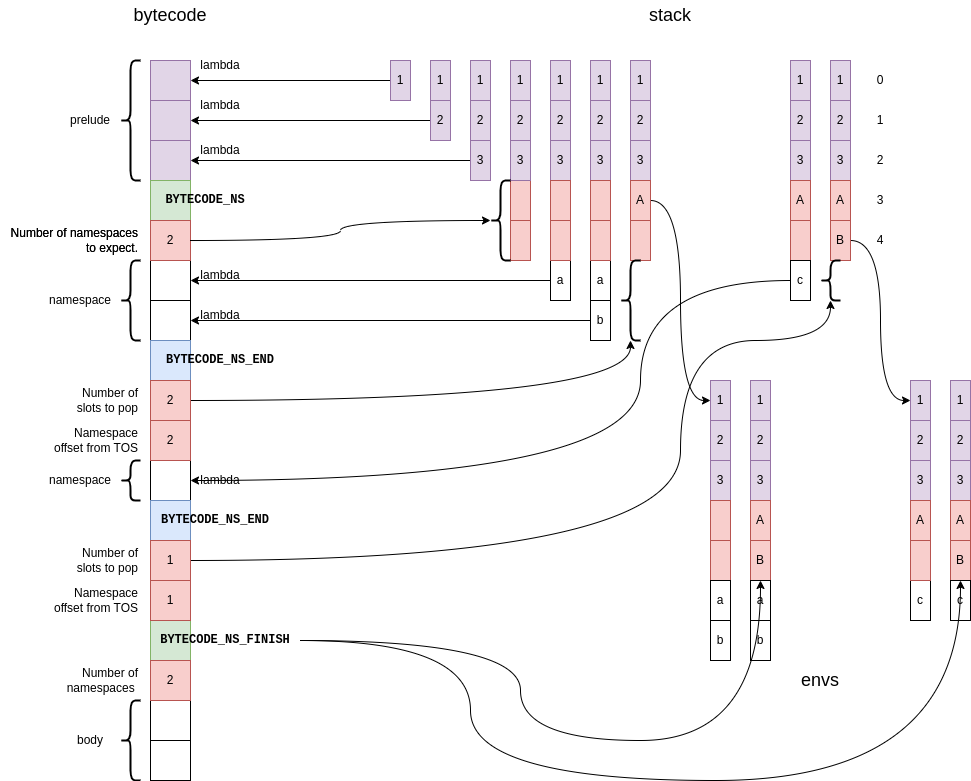 bytecode
stack
lambda
1 1 1 1 1 1 1 1 1 0
lambda
prelude
2 2 2 2 2 2 2 2 1
lambda
3 3 3 3 3 3 3 2
BYTECODE_NS
A A A 3
Number of namespaces
to expect.
2
B 4
namespace
lambda
a a c
lambda
b
BYTECODE_NS_END
Number of
slots to pop
2
1 1 1 1
Namespace
offset from TOS
2
2 2 2 2
namespace
lambda
3 3 3 3
BYTECODE_NS_END
A A A
Number of
slots to pop
1
B B
Namespace
offset from TOS
1
a a c c
BYTECODE_NS_FINISH
b b
Number of
namespaces
2
envs
body